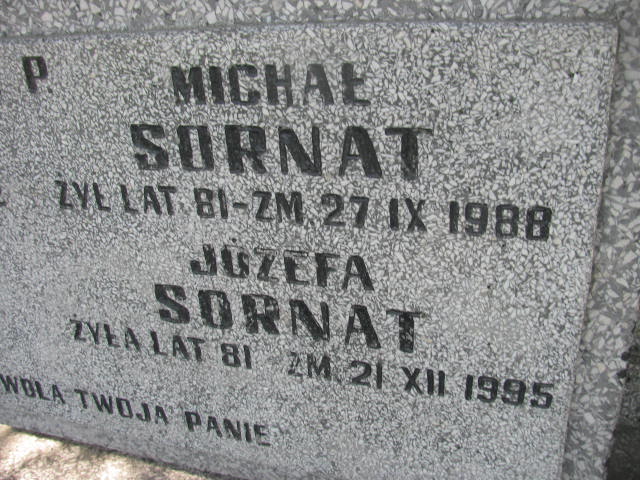 P.
MICHAŁ
SORNAT
ŻYŁ LAT 81-ZM. 27 IX 1988
JÓZEFA
SORNAT
ŻYŁA LAT 81 ZM. 21 XII 1995
WOLA TWOJA PANIE